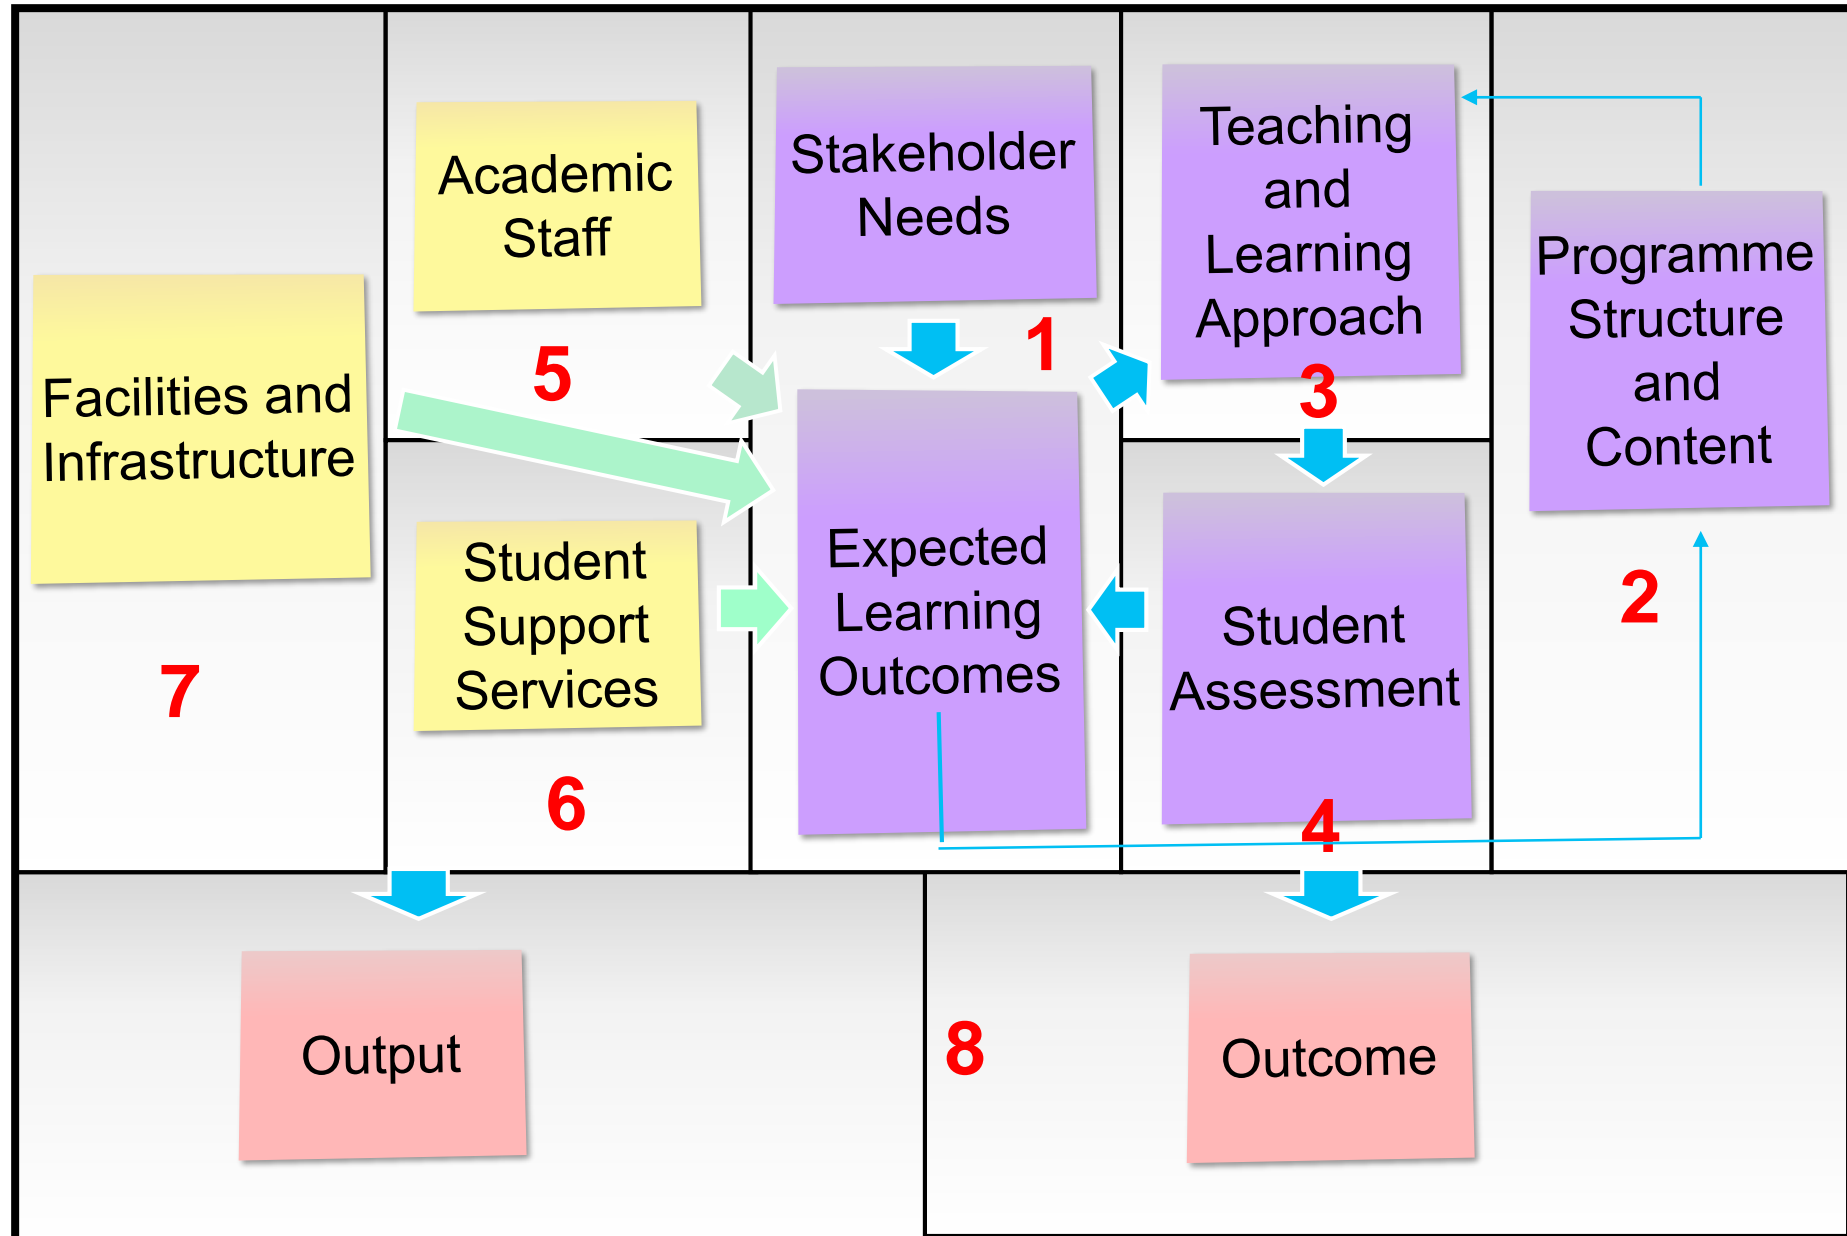 Facilities and
Infrastructure
7
Academic
Staff
5
Student
Support
Services
6
Stakeholder
Needs
1
Expected
Learning
Outcomes
Teaching
and
Learning
Approach
3
Student
Assessment
4
Programme
Structure
and
Content
2
Output
8
Outcome